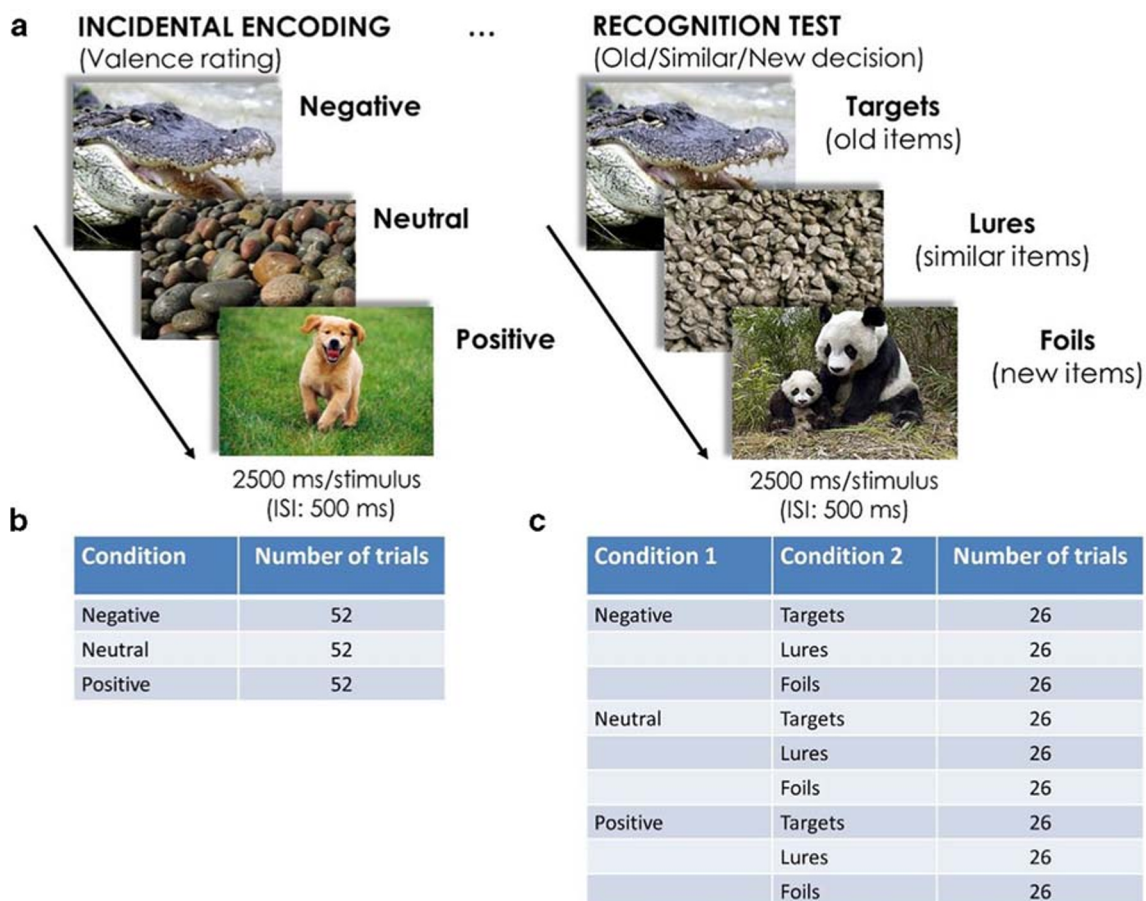 a
INCIDENTAL ENCODING
(Valence rating)
Negative
Neutral
Positive
2500 ms/stimulus
(ISI: 500 ms)
...
RECOGNITION TEST
(Old/Similar/New decision)
Targets
(old items)
Lures
(similar items)
Foils
(new items)
2500 ms/stimulus
(ISI: 500 ms)
b
Condition Number of trials
Negative 52
Neutral 52
Positive 52
c
Condition 1 Condition 2 Number of trials
Negative Targets 26
Lures 26
Foils 26
Neutral Targets 26
Lures 26
Foils 26
Positive Targets 26
Lures 26
Foils 26